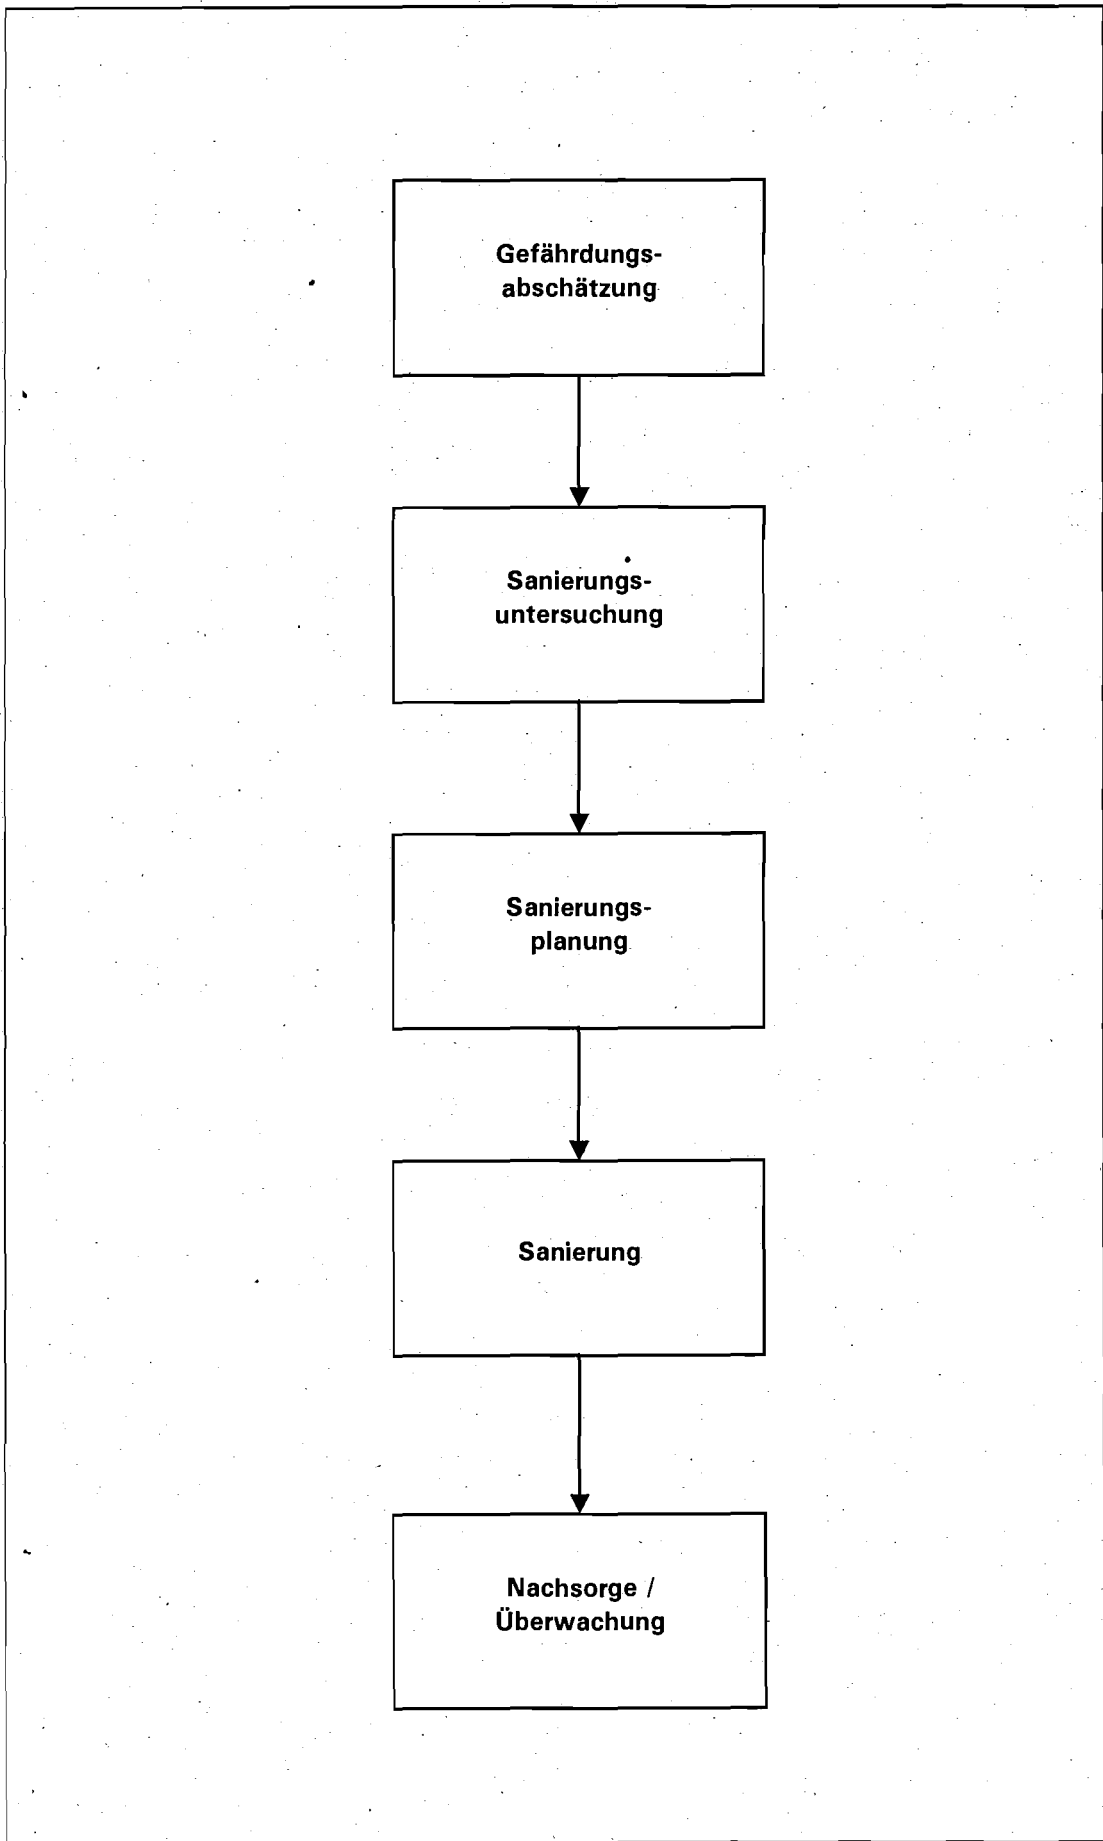 Gefährdungs-
abschätzung
Sanierungs-
untersuchung
Sanierungs-
planung
Sanierung
Nachsorge /
Überwachung